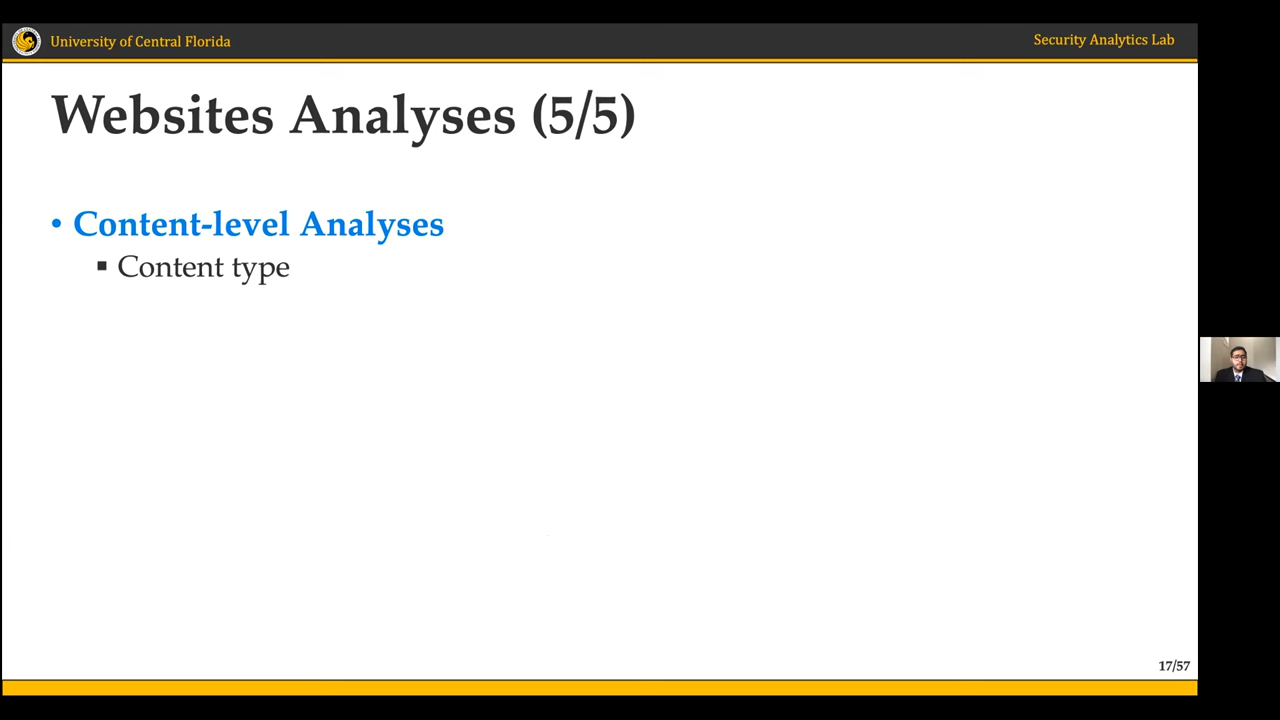 University of Central Florida
Security Analytics Lab
Websites Analyses (5/5)
• Content-level Analyses
▪ Content type
17/57